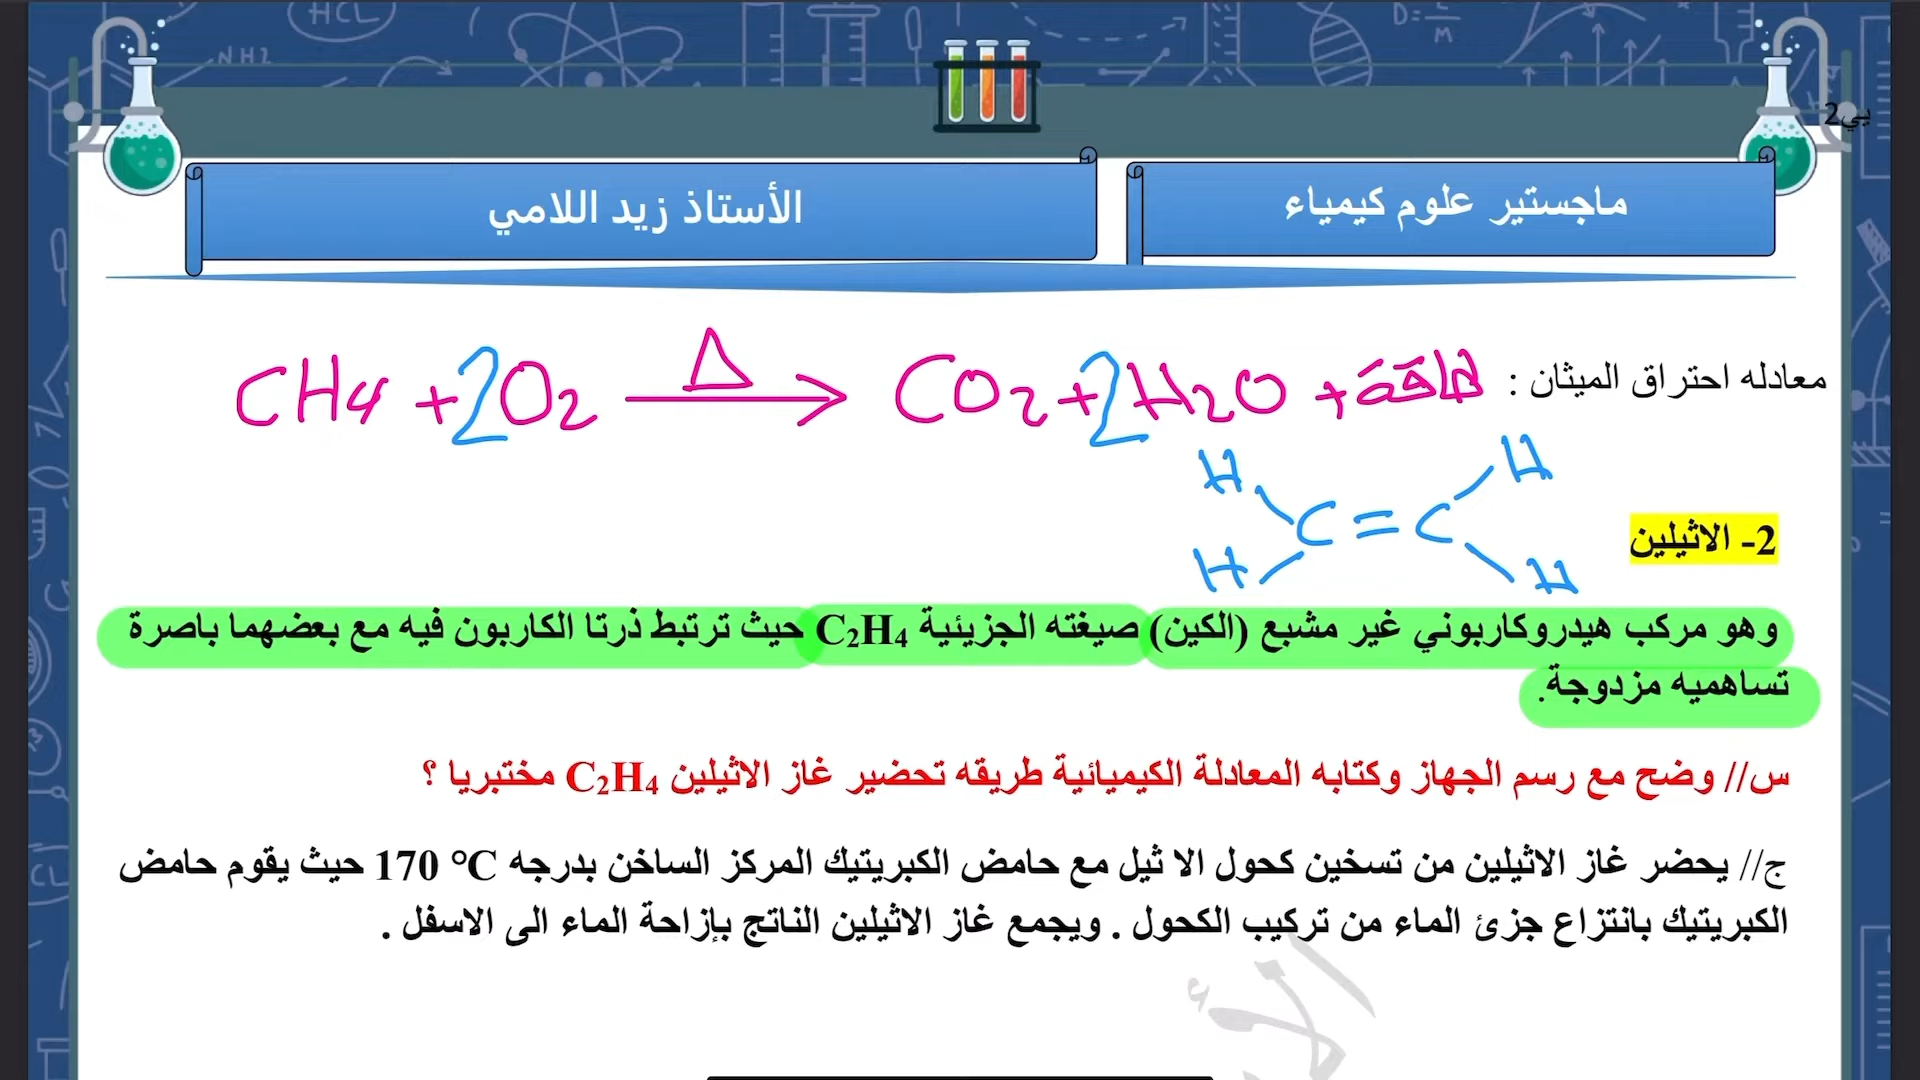 HCL
NH2
D=L/M
بي2
ماجستير علوم كيمياء
الأستاذ زيد اللامي
معادله احتراق الميثان : CH4 + 2O2 Δ → CO2 + 2H2O + طاقة
H H
C = C
H H
2- الاثيلين
وهو مركب هيدروكاربوني غير مشبع (الكين) صيغته الجزيئية C2H4 حيث ترتبط ذرتا الكاربون فيه مع بعضهما باصرة
تساهميه مزدوجة.
س// وضح مع رسم الجهاز وكتابه المعادلة الكيميائية طريقه تحضير غاز الاثيلين C2H4 مختبريا ؟
ج// يحضر غاز الاثيلين من تسخين كحول الا ثيل مع حامض الكبريتيك المركز الساخن بدرجه 170 °C حيث يقوم حامض
الكبريتيك بانتزاع جزئ الماء من تركيب الكحول . ويجمع غاز الاثيلين الناتج بإزاحة الماء الى الاسفل .